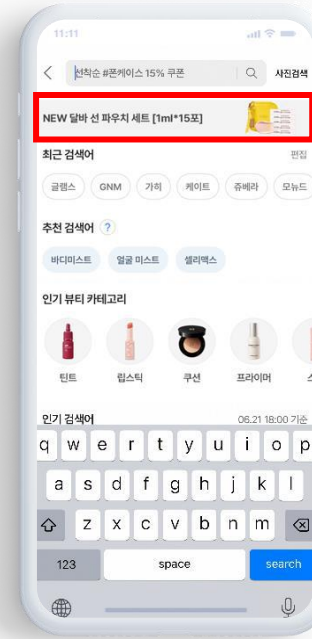 11:11
선착순 #폰케이스 15% 쿠폰
사진검색
NEW 달바 선 파우치 세트 [1ml*15포]
최근 검색어 편집
글램스 GNM 가히 케이트 쥬베라 모뉴드
추천 검색어 ?
바디미스트 얼굴 미스트 셀리맥스
인기 뷰티 카테고리
틴트 립스틱 쿠션 프라이머
인기 검색어 06.21 18:00 기준
q w e r t y u i o p
a s d f g h j k l
z x c v b n m
123 space search